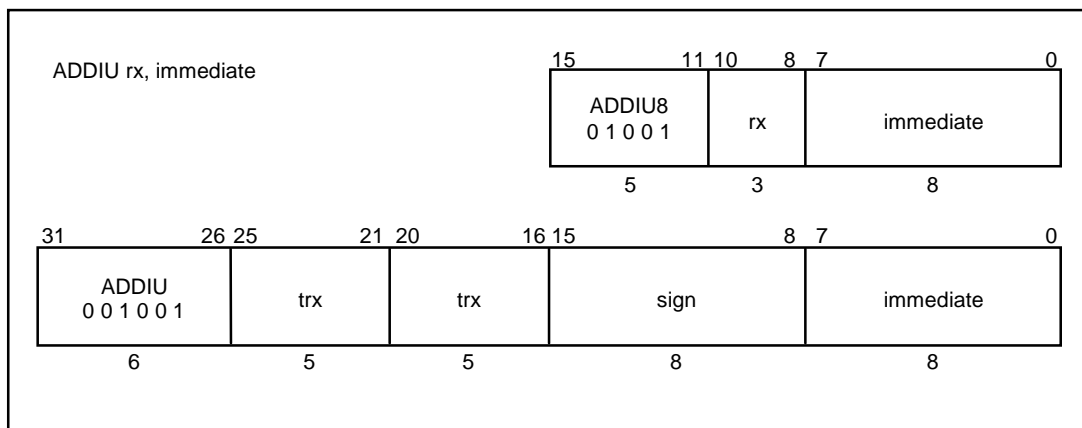 ADDIU rx, immediate
15 11 10 8 7 0
ADDIU8 rx immediate
0 1 0 0 1
5 3 8
31 26 25 21 20 16 15 8 7 0
ADDIU trx trx sign immediate
0 0 1 0 0 1
6 5 5 8 8